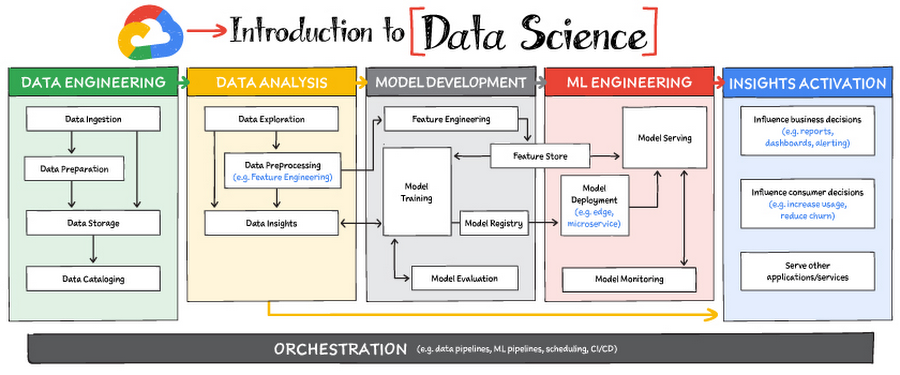 Introduction to [Data Science]
DATA ENGINEERING
Data Ingestion
Data Preparation
Data Storage
Data Cataloging
DATA ANALYSIS
Data Exploration
Data Preprocessing
(e.g. Feature Engineering)
Data Insights
MODEL DEVELOPMENT
Feature Engineering
Feature Store
Model
Training
Model Registry
Model Evaluation
ML ENGINEERING
Model Serving
Model
Deployment
(e.g. edge,
microservice)
Model Monitoring
INSIGHTS ACTIVATION
Influence business decisions
(e.g. reports,
dashboards, alerting)
Influence consumer decisions
(e.g. increase usage,
reduce churn)
Serve other
applications/services
ORCHESTRATION (e.g. data pipelines, ML pipelines, scheduling, CI/CD)